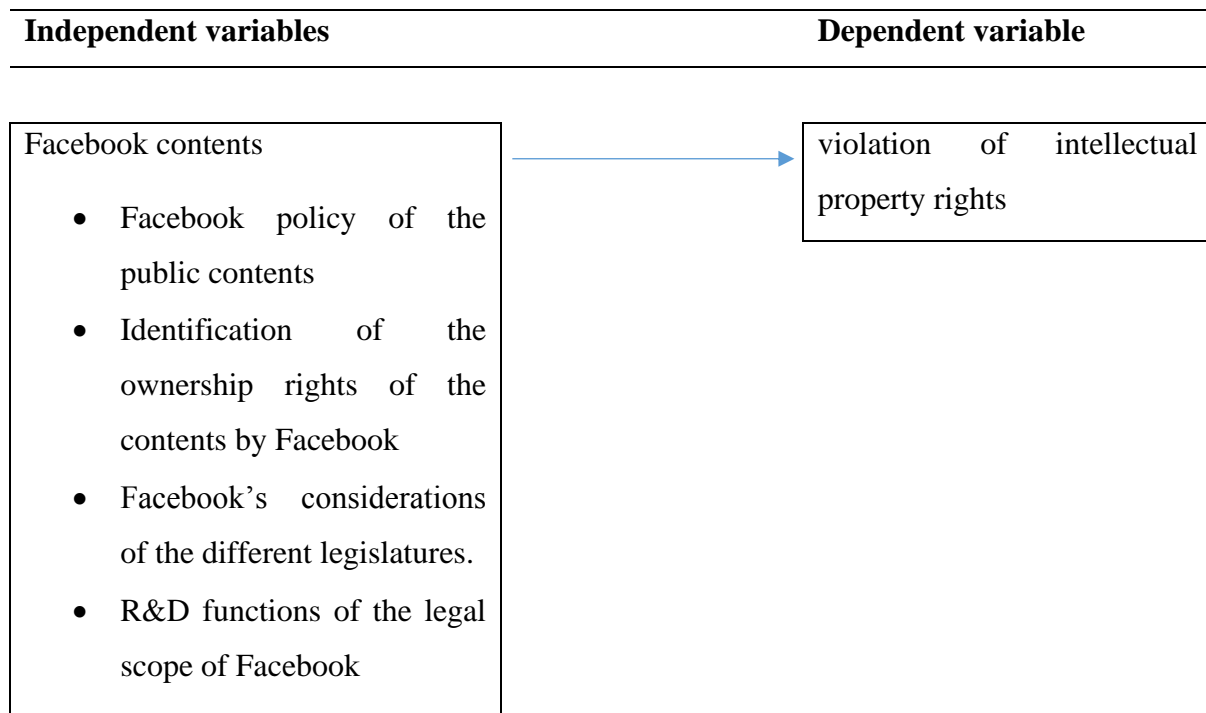 Independent variables Dependent variable
Facebook contents
• Facebook policy of the
public contents
• Identification of the
ownership rights of the
contents by Facebook
• Facebook’s considerations
of the different legislatures.
• R&D functions of the legal
scope of Facebook
violation of intellectual
property rights